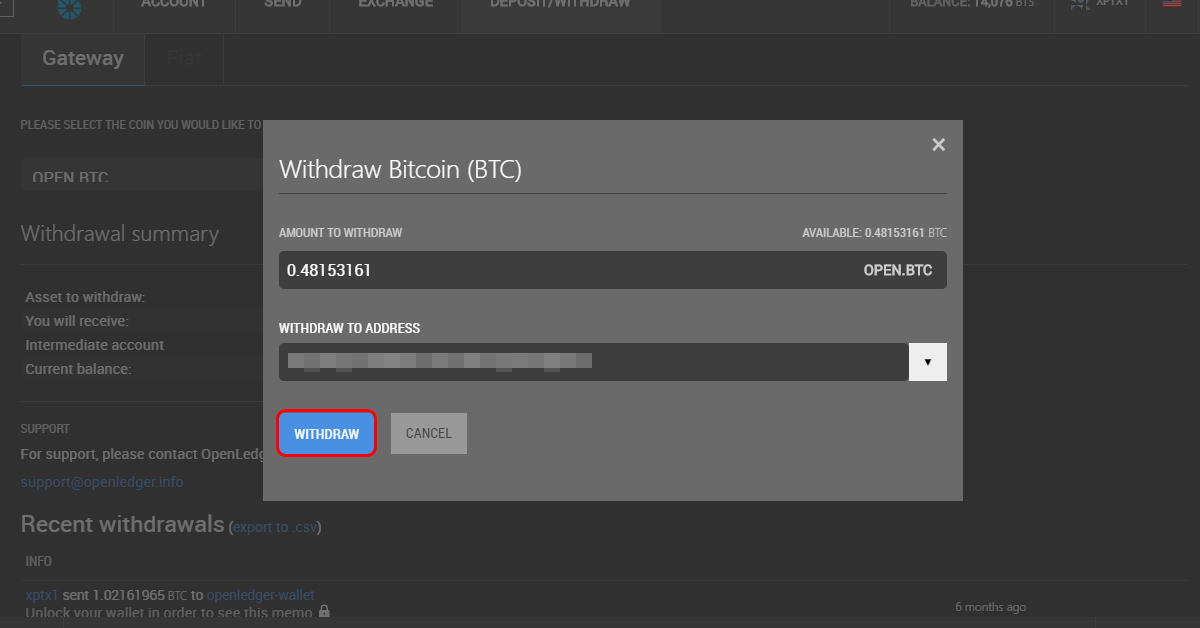 ACCOUNT SEND EXCHANGE DEPOSIT/WITHDRAW BALANCE: 14,076 BTS XPTX1
Gateway Fiat
PLEASE SELECT THE COIN YOU WOULD LIKE TO
OPEN.BTC
Withdrawal summary
Asset to withdraw:
You will receive:
Intermediate account
Current balance:
SUPPORT
For support, please contact OpenLedg
support@openledger.info
Recent withdrawals (export to .csv)
INFO
xptx1 sent 1.02161965 BTC to openledger-wallet
Unlock your wallet in order to see this memo
6 months ago
×
Withdraw Bitcoin (BTC)
AMOUNT TO WITHDRAW AVAILABLE: 0.48153161 BTC
0.48153161 OPEN.BTC
WITHDRAW TO ADDRESS
▼
WITHDRAW CANCEL